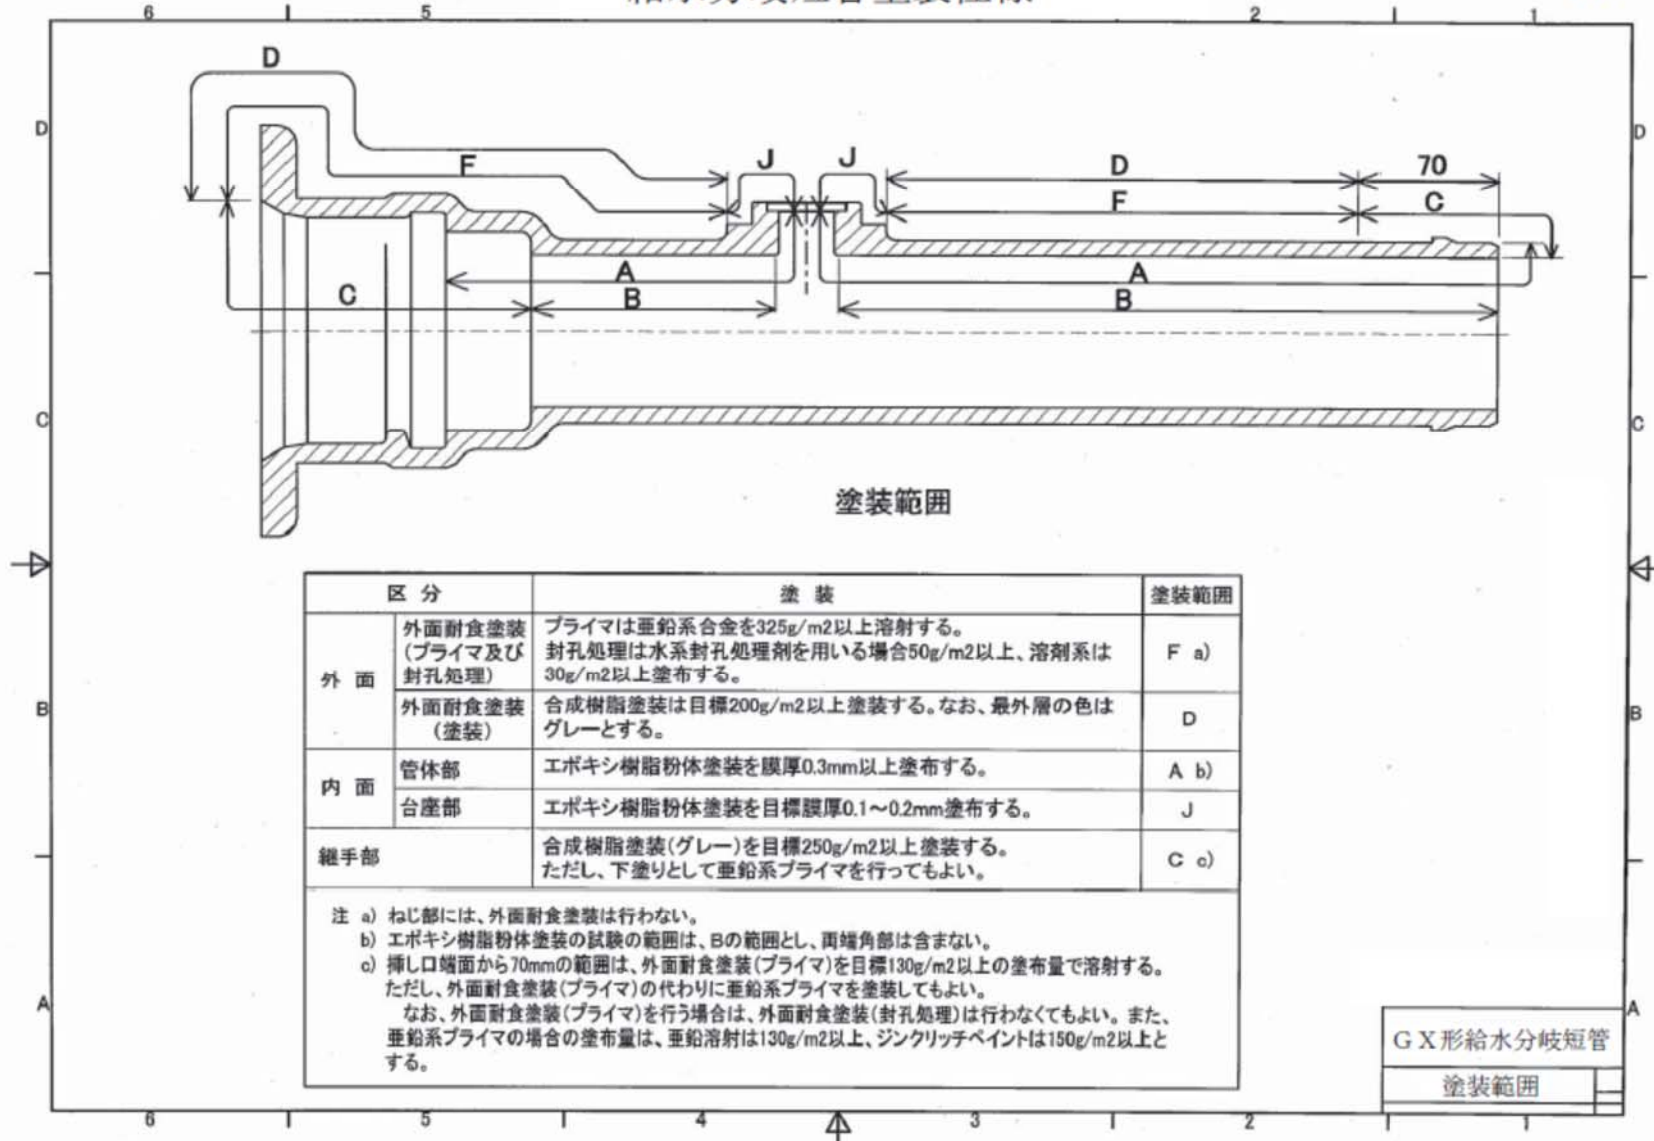 6 5 2 1
D
D
F
J
J
D
70
F
C
D
D
A
A
C
B
B
C
C
塗装範囲
区 分 塗 装 塗装範囲
外 面
外面耐食塗装
(プライマ及び
封孔処理)
プライマは亜鉛系合金を325g/m2以上溶射する。
封孔処理は水系封孔処理剤を用いる場合50g/m2以上、溶剤系は
30g/m2以上塗布する。
F a)
外面耐食塗装
(塗装)
合成樹脂塗装は目標200g/m2以上塗装する。なお、最外層の色は
グレーとする。
D
B
B
内 面
管体部 エポキシ樹脂粉体塗装を膜厚0.3mm以上塗布する。 A b)
台座部 エポキシ樹脂粉体塗装を目標膜厚0.1～0.2mm塗布する。 J
継手部
合成樹脂塗装(グレー)を目標250g/m2以上塗装する。
ただし、下塗りとして亜鉛系プライマを行ってもよい。
C c)
注 a) ねじ部には、外面耐食塗装は行わない。
b) エポキシ樹脂粉体塗装の試験の範囲は、Bの範囲とし、両端角部は含まない。
c) 挿し口端面から70mmの範囲は、外面耐食塗装(プライマ)を目標130g/m2以上の塗布量で溶射する。
ただし、外面耐食塗装(プライマ)の代わりに亜鉛系プライマを塗装してもよい。
なお、外面耐食塗装(プライマ)を行う場合は、外面耐食塗装(封孔処理)は行わなくてもよい。また、
亜鉛系プライマの場合の塗布量は、亜鉛溶射は130g/m2以上、ジンクリッチペイントは150g/m2以上と
する。
A
A
GX形給水分岐短管
塗装範囲
6 5 4 3 2 1